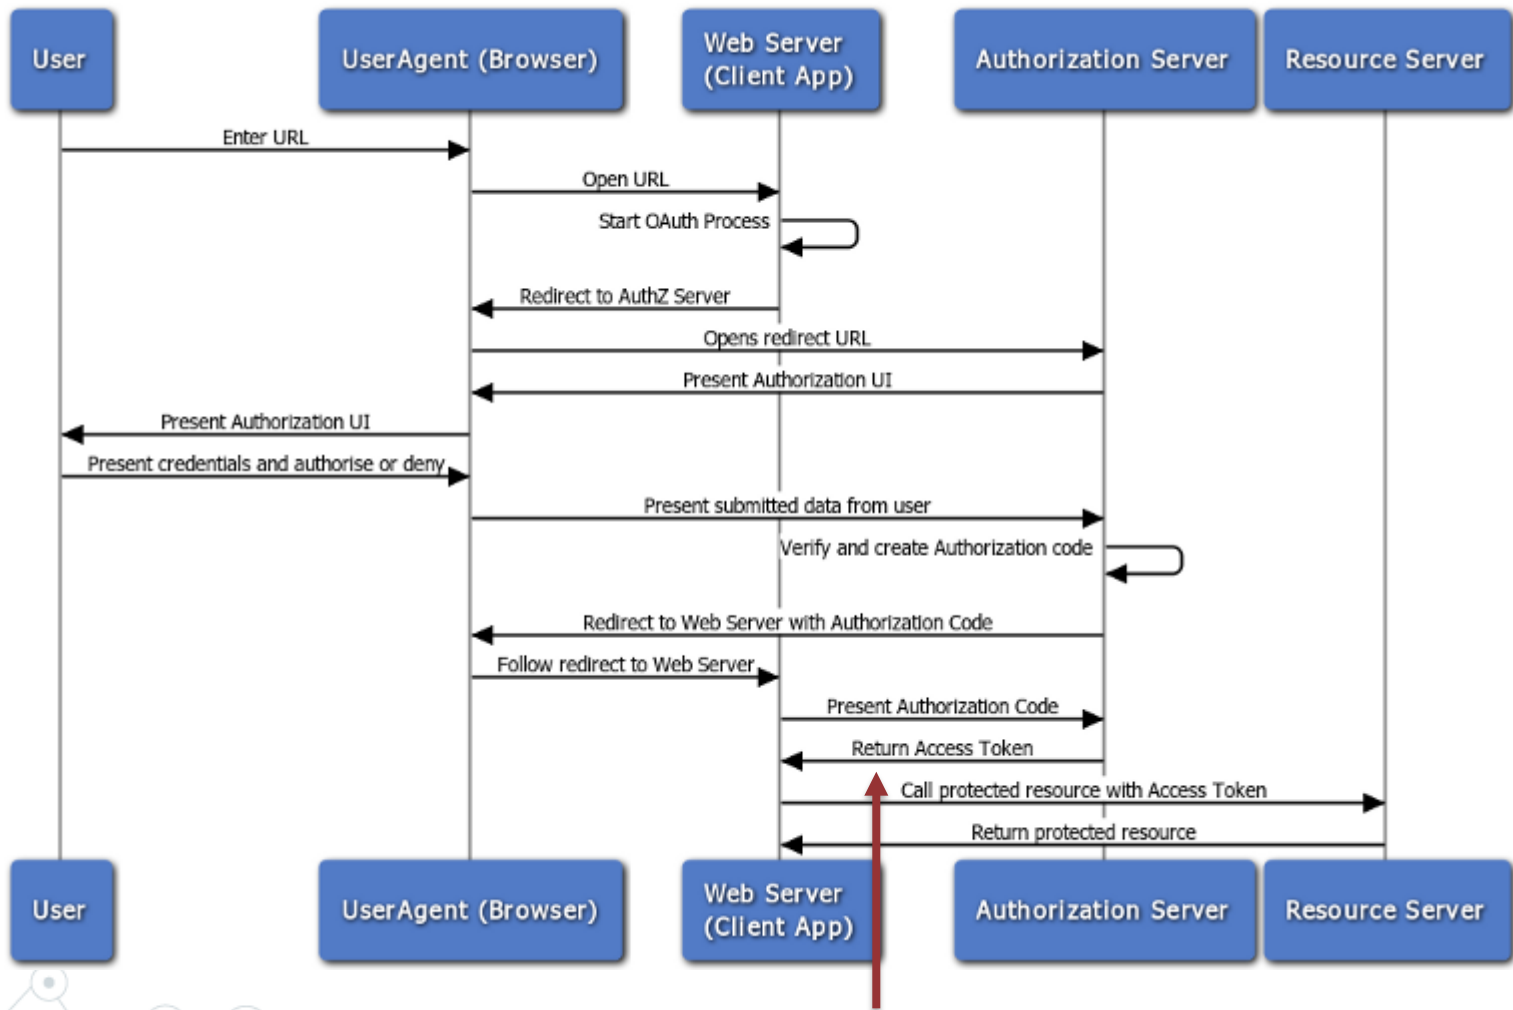 User
UserAgent (Browser)
Web Server
(Client App)
Authorization Server
Resource Server
Enter URL
Open URL
Start OAuth Process
Redirect to AuthZ Server
Opens redirect URL
Present Authorization UI
Present Authorization UI
Present credentials and authorise or deny
Present submitted data from user
Verify and create Authorization code
Redirect to Web Server with Authorization Code
Follow redirect to Web Server
Present Authorization Code
Return Access Token
Call protected resource with Access Token
Return protected resource
User
UserAgent (Browser)
Web Server
(Client App)
Authorization Server
Resource Server